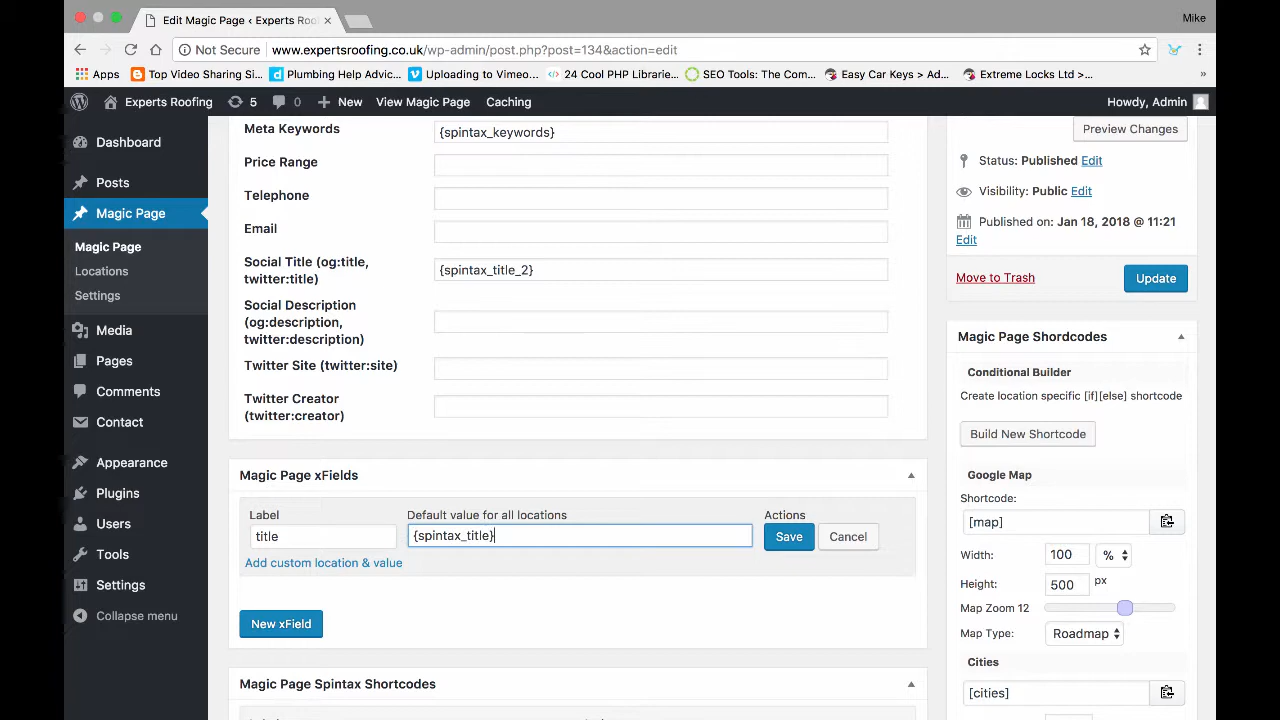 Edit Magic Page ‹ Experts Roo
Mike
Not Secure
www.expertsroofing.co.uk/wp-admin/post.php?post=134&action=edit
Apps
Top Video Sharing Si...
Plumbing Help Advic...
Uploading to Vimeo...
24 Cool PHP Librarie...
SEO Tools: The Com...
Easy Car Keys > Ad...
Extreme Locks Ltd >...
»
Experts Roofing
5
0
New
View Magic Page
Caching
Howdy, Admin
Dashboard
Posts
Magic Page
Magic Page
Locations
Settings
Media
Pages
Comments
Contact
Appearance
Plugins
Users
Tools
Settings
Collapse menu
Meta Keywords
{spintax_keywords}
Price Range
Telephone
Email
Social Title (og:title,
twitter:title)
{spintax_title_2}
Social Description
(og:description,
twitter:description)
Twitter Site (twitter:site)
Twitter Creator
(twitter:creator)
Magic Page xFields
Label
Default value for all locations
Actions
title
{spintax_title}
Save
Cancel
Add custom location & value
New xField
Magic Page Spintax Shortcodes
Preview Changes
Status: Published Edit
Visibility: Public Edit
Published on: Jan 18, 2018 @ 11:21
Edit
Move to Trash
Update
Magic Page Shordcodes
Conditional Builder
Create location specific [if][else] shortcode
Build New Shortcode
Google Map
Shortcode:
[map]
Width:
100
%
Height:
500
px
Map Zoom 12
Map Type:
Roadmap
Cities
[cities]